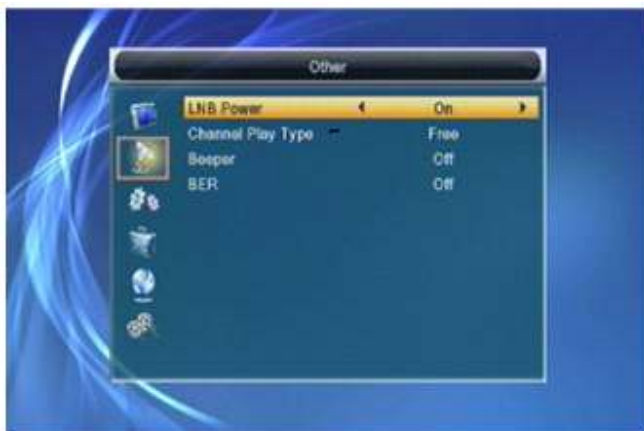 Other
LNB Power On
Channel Play Type Free
Beeper Off
BER Off